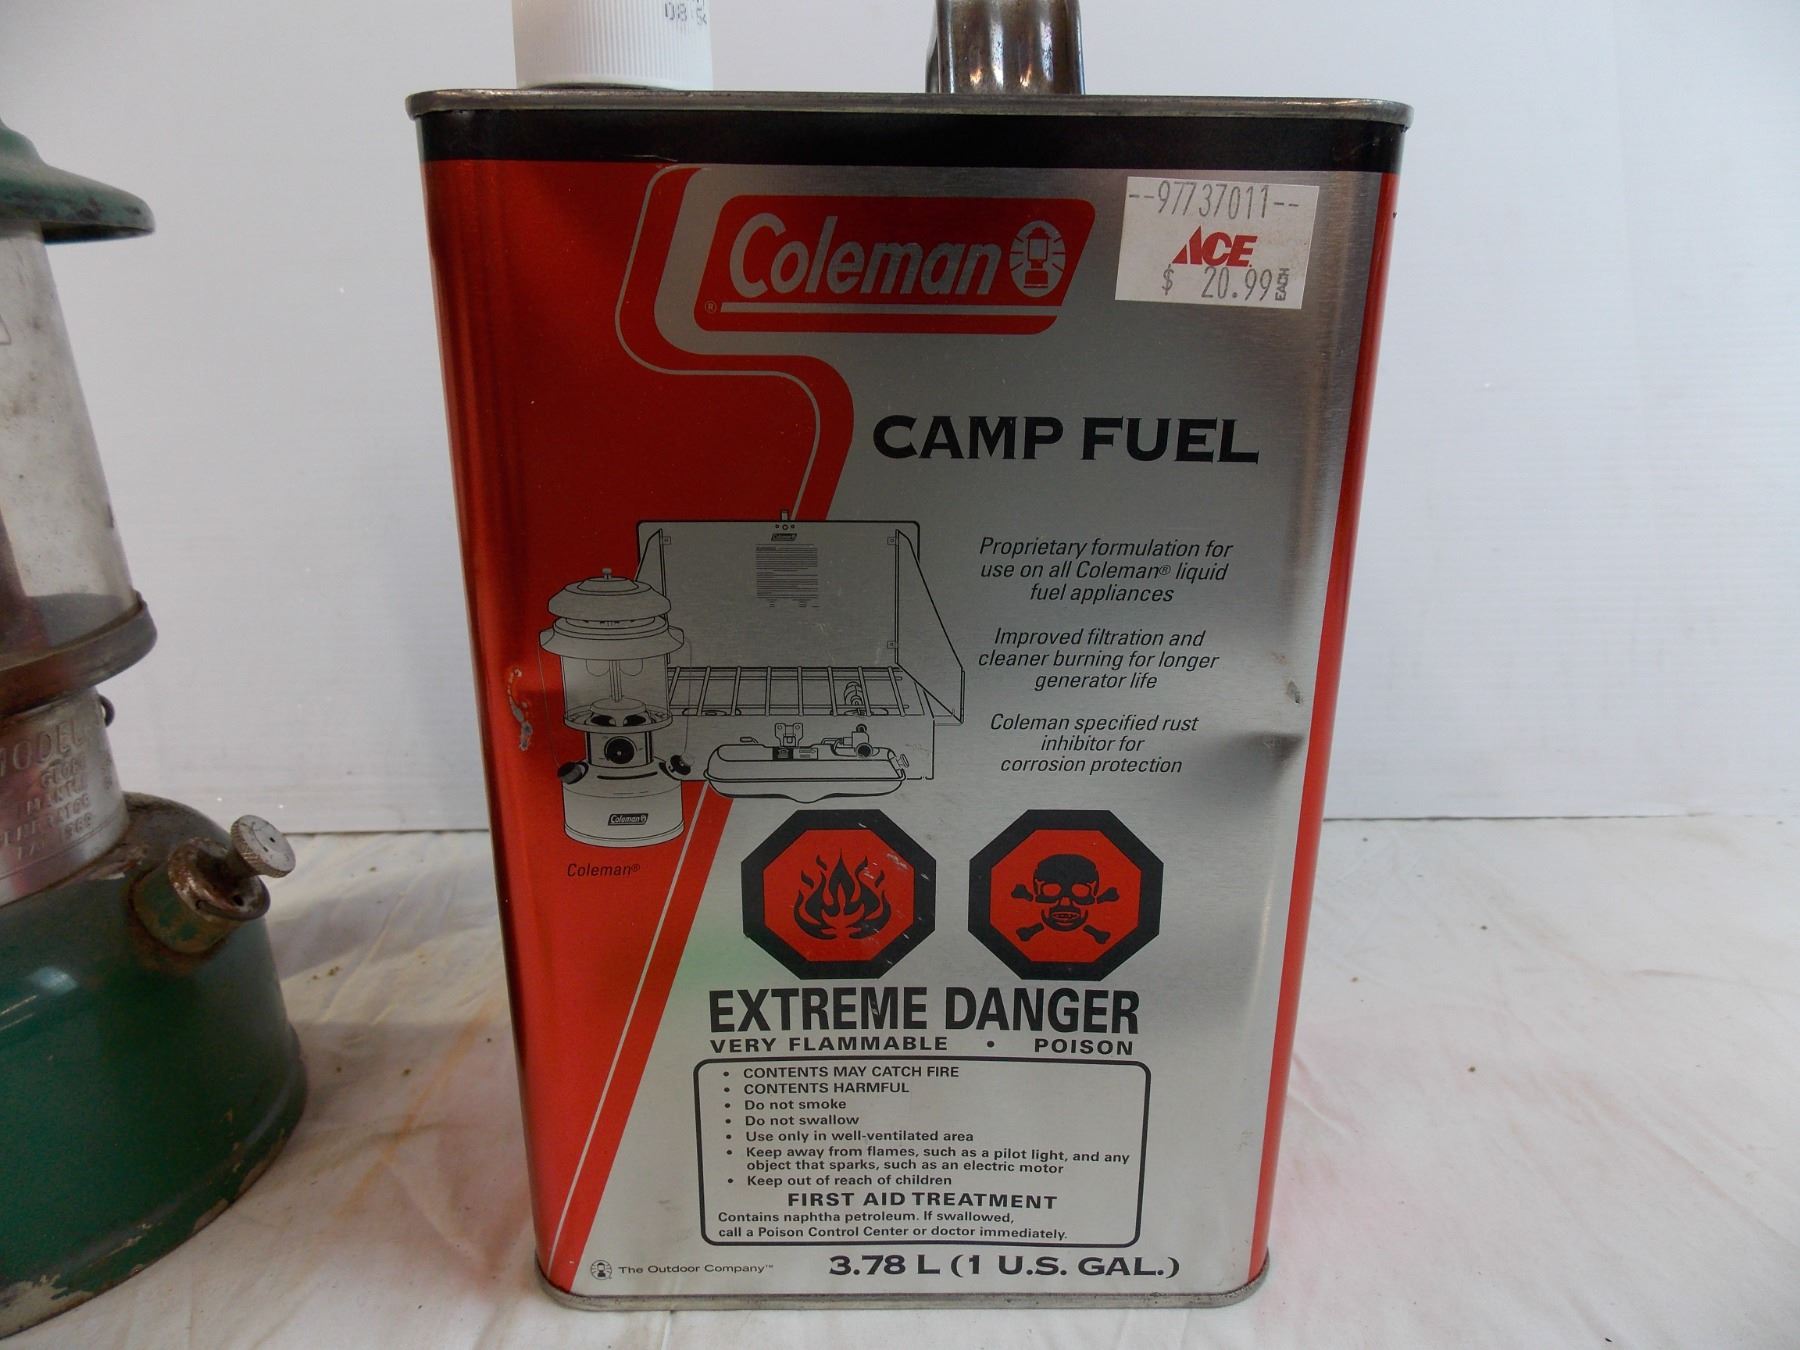 08
--97737011--
ACE
$ 20.99 EACH
Coleman
®
CAMP FUEL
Coleman
Proprietary formulation for
use on all Coleman® liquid
fuel appliances
Improved filtration and
cleaner burning for longer
generator life
Coleman specified rust
inhibitor for
corrosion protection
Coleman
Coleman®
EXTREME DANGER
VERY FLAMMABLE • POISON
• CONTENTS MAY CATCH FIRE
• CONTENTS HARMFUL
• Do not smoke
• Do not swallow
• Use only in well-ventilated area
• Keep away from flames, such as a pilot light, and any
object that sparks, such as an electric motor
• Keep out of reach of children
FIRST AID TREATMENT
Contains naphtha petroleum. If swallowed,
call a Poison Control Center or doctor immediately.
The Outdoor Company™
3.78 L (1 U.S. GAL.)
MODEL